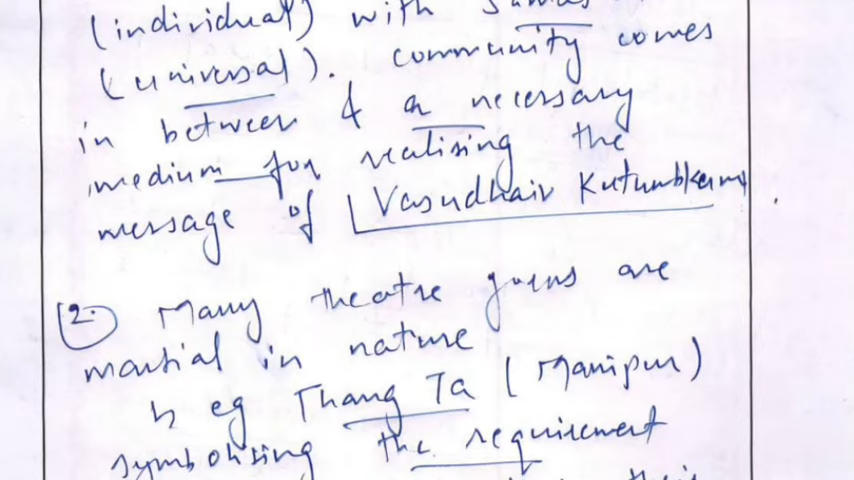 (individual) with
(universal). community comes
in between & a necessary
medium for realising the
message of Vasudhaiv Kutumbkam.
2. Many theatre forms are
martial in nature
↳ eg Thang Ta (Manipur)
symbolising the requirement